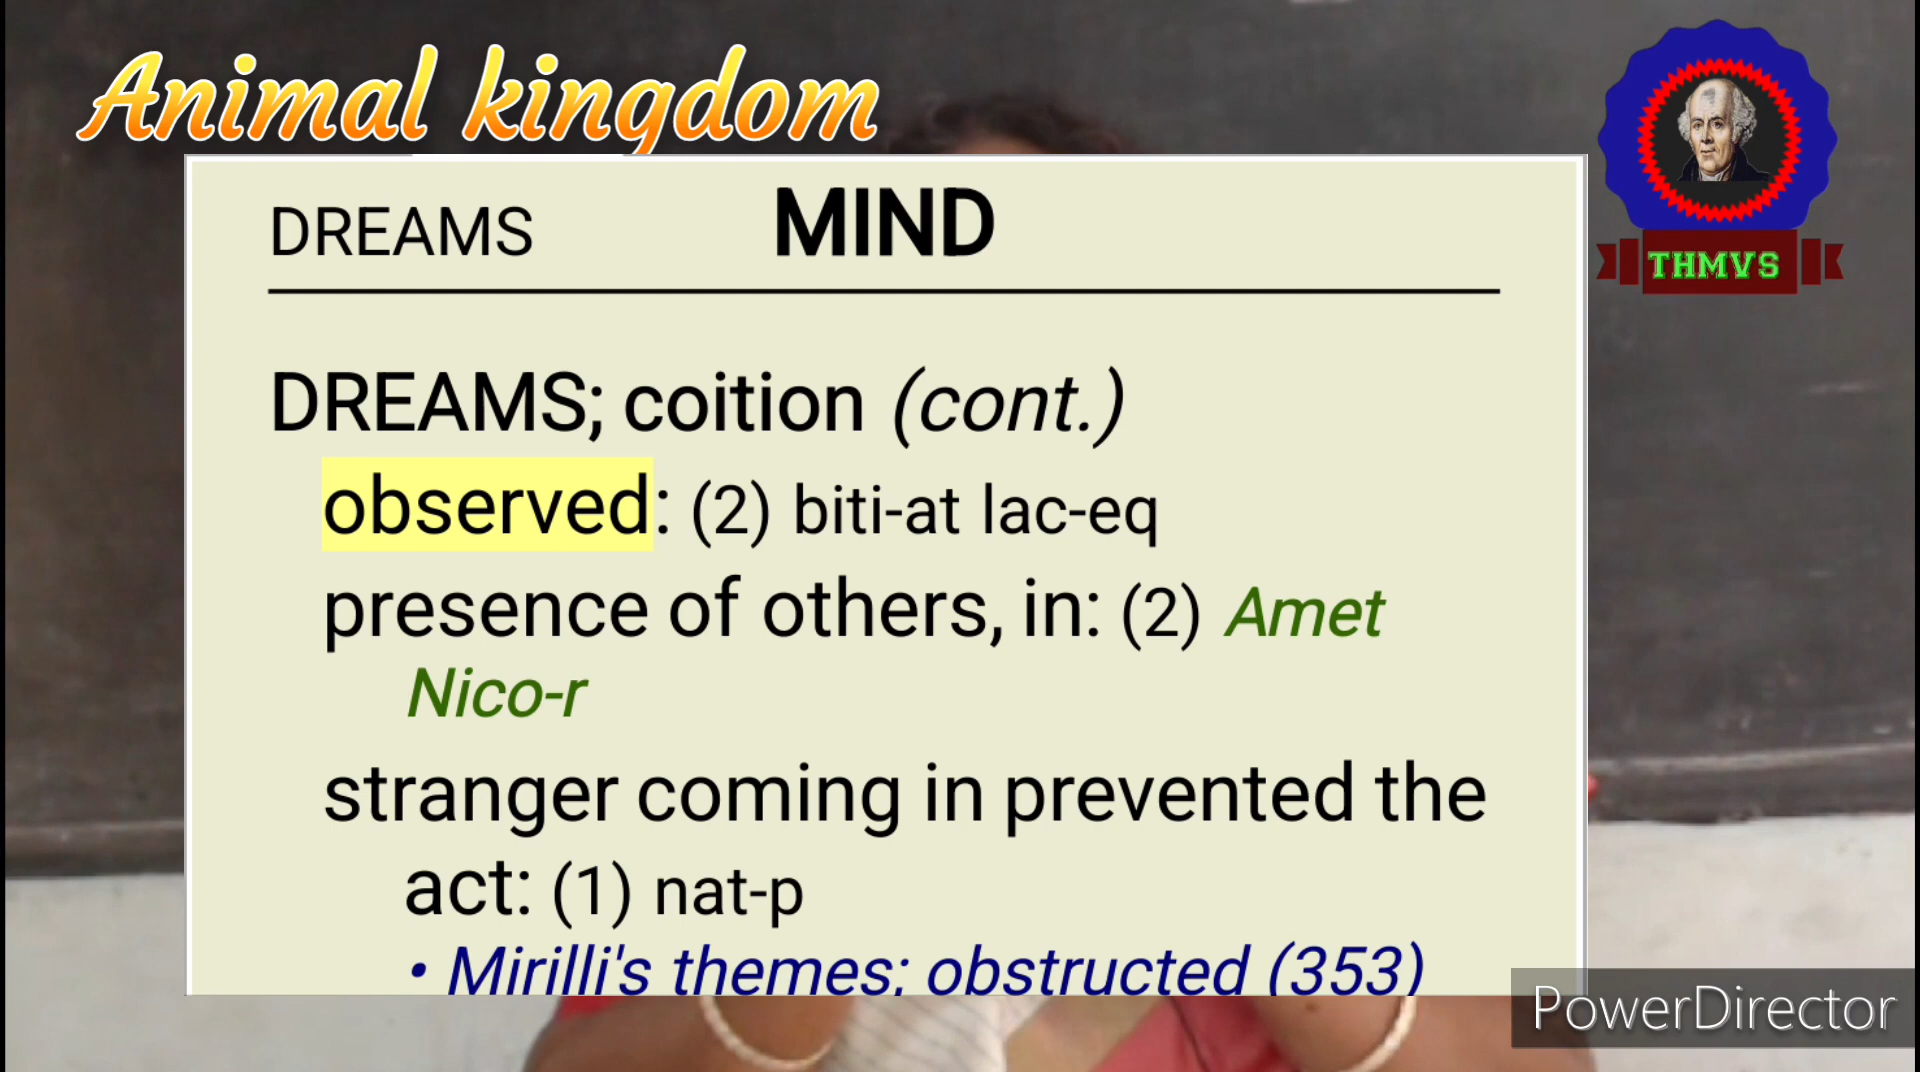 Animal kingdom
DREAMS MIND
DREAMS; coition (cont.)
observed: (2) biti-at lac-eq
presence of others, in: (2) Amet
Nico-r
stranger coming in prevented the
act: (1) nat-p
• Mirilli's themes; obstructed (353)
THMVS
PowerDirector